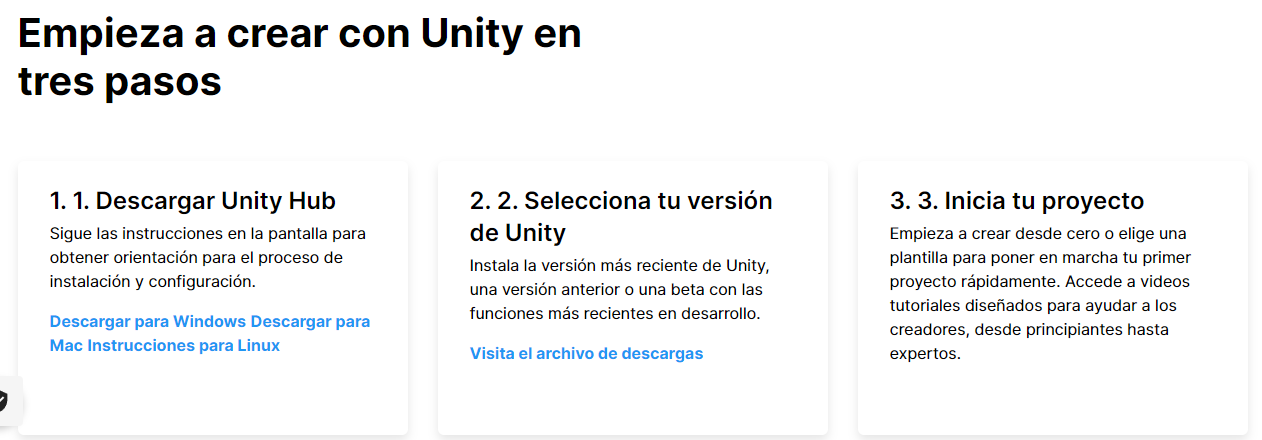 Empieza a crear con Unity en
tres pasos
1. 1. Descargar Unity Hub
Sigue las instrucciones en la pantalla para
obtener orientación para el proceso de
instalación y configuración.
Descargar para Windows Descargar para
Mac Instrucciones para Linux
2. 2. Selecciona tu versión
de Unity
Instala la versión más reciente de Unity,
una versión anterior o una beta con las
funciones más recientes en desarrollo.
Visita el archivo de descargas
3. 3. Inicia tu proyecto
Empieza a crear desde cero o elige una
plantilla para poner en marcha tu primer
proyecto rápidamente. Accede a videos
tutoriales diseñados para ayudar a los
creadores, desde principiantes hasta
expertos.